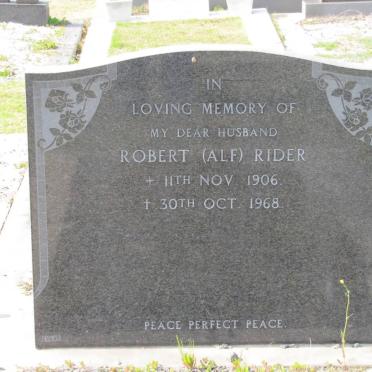 IN
LOVING MEMORY OF
MY DEAR HUSBAND
ROBERT (ALF) RIDER
+ 11TH NOV. 1906.
† 30TH OCT. 1968.
PEACE PERFECT PEACE.